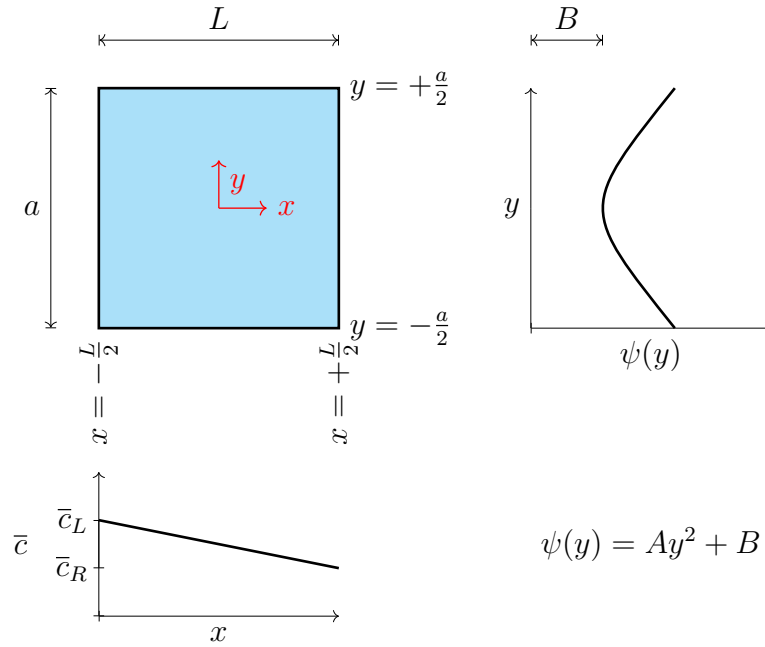 L
B
y = +a/2
a
y
x
y
y = −a/2
x = −L/2
x = +L/2
ψ(y)
c̄_L
c̄
c̄_R
ψ(y) = Ay² + B
x